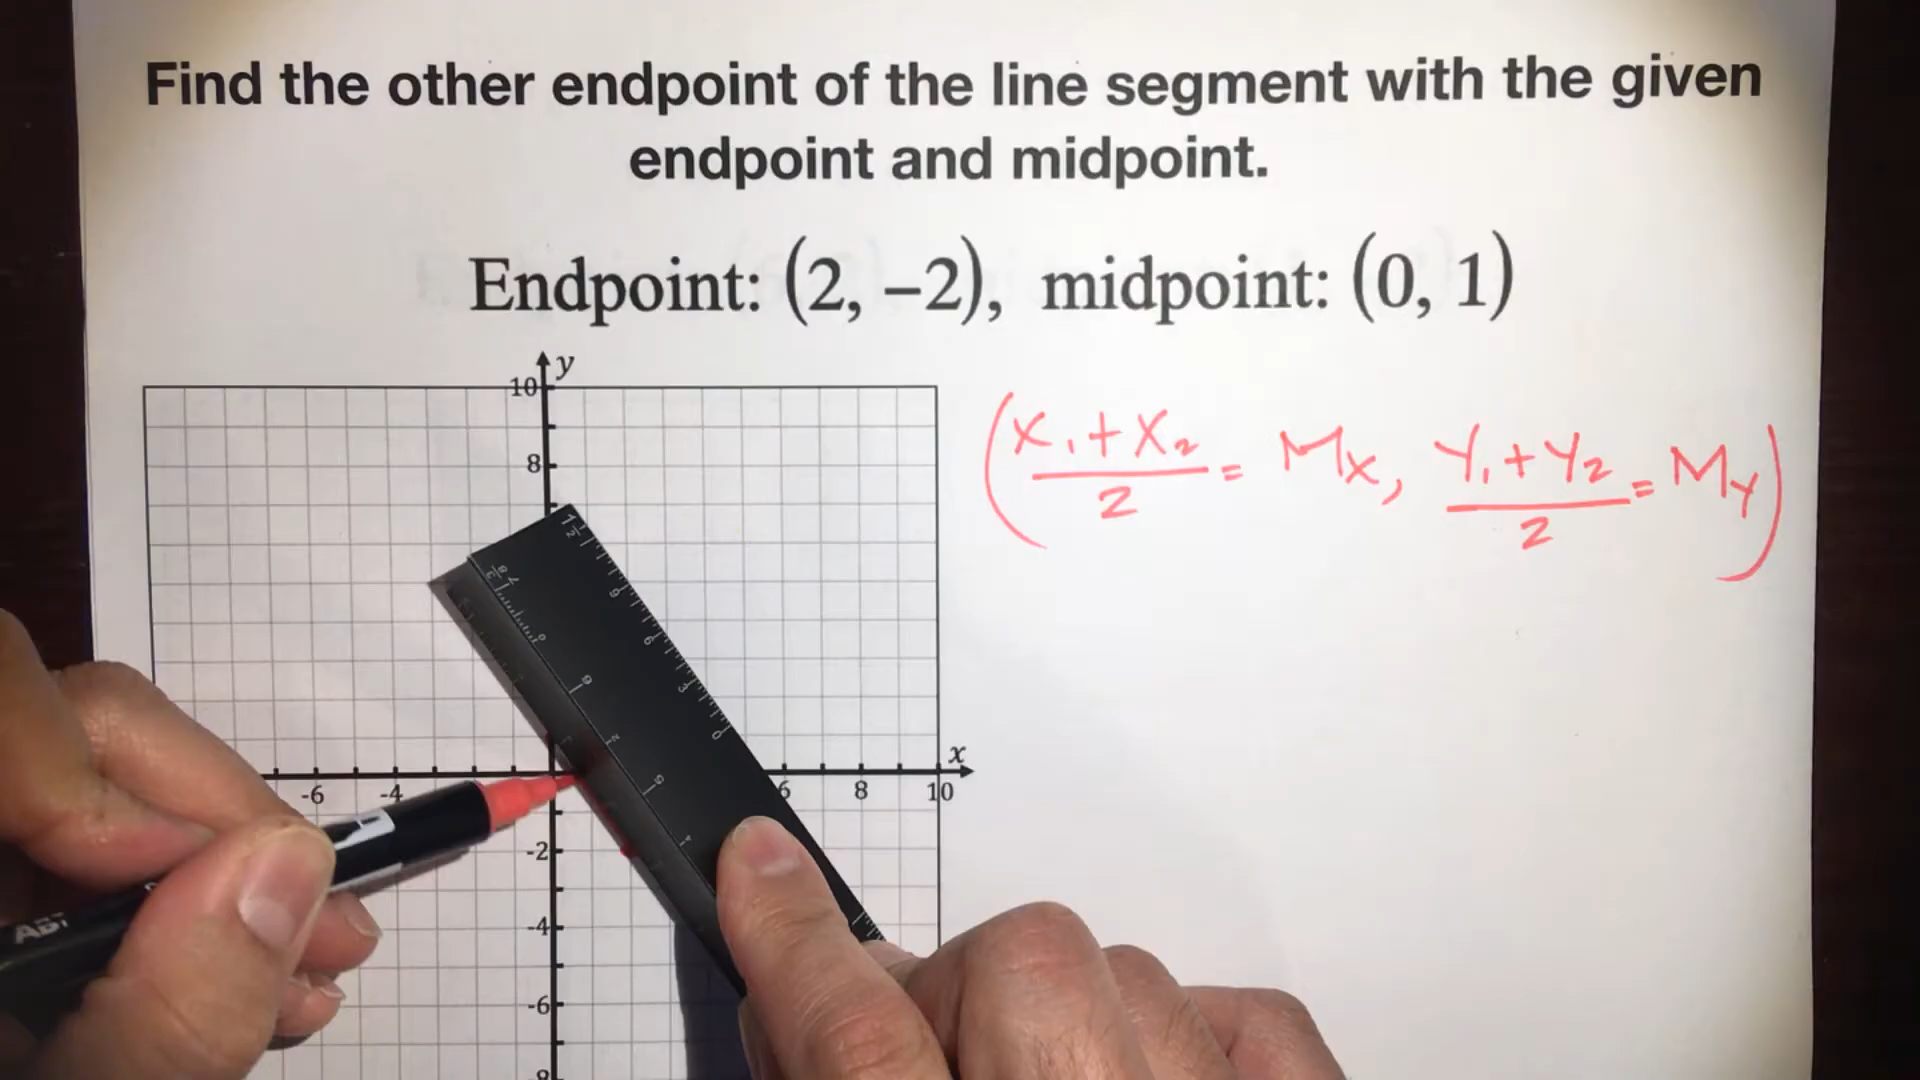 Find the other endpoint of the line segment with the given
endpoint and midpoint.
Endpoint: (2, −2), midpoint: (0, 1)
y
10
8
(X₁+X₂/2 = Mx, Y₁+Y₂/2 = My)
x
-6 -4 6 8 10
-2
-4
-6
-8